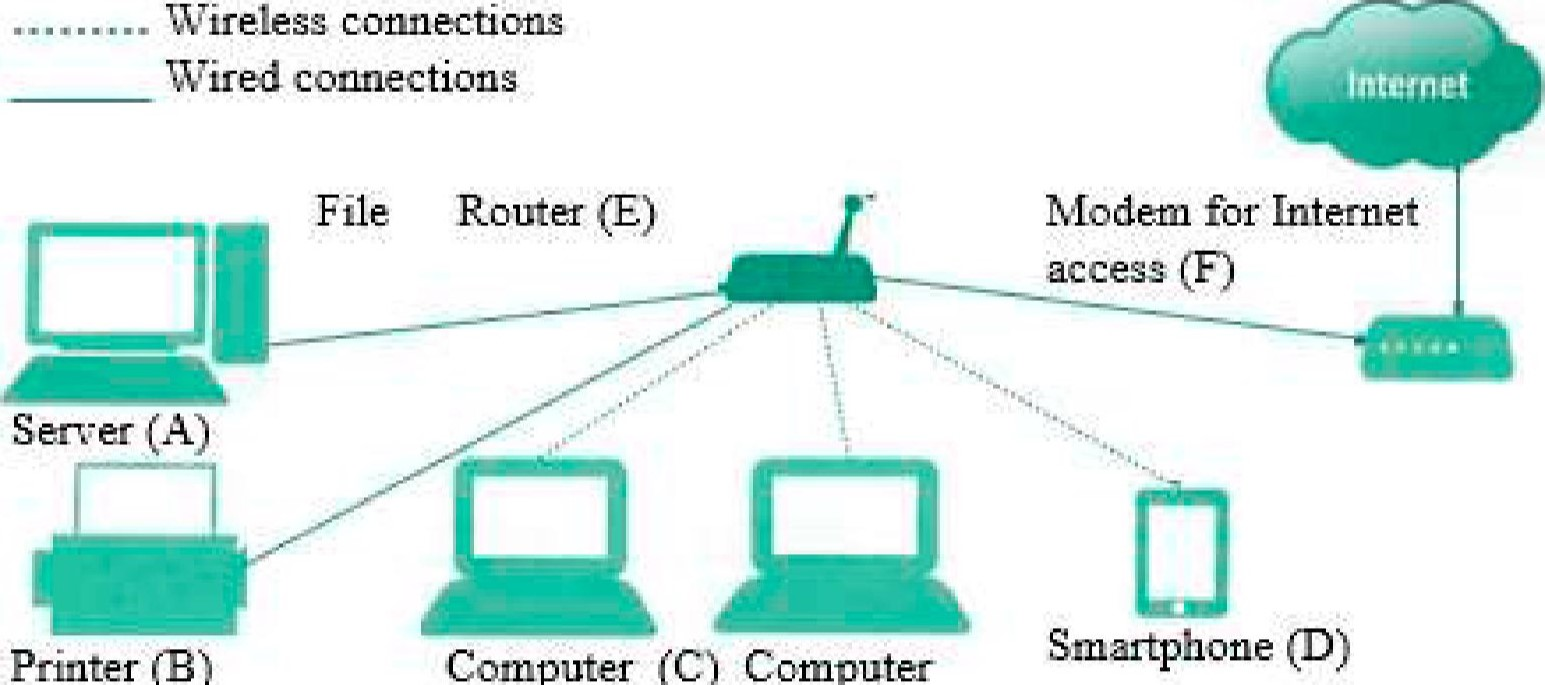 Wireless connections
Wired connections
Internet
File Router (E)
Modem for Internet
access (F)
Server (A)
Printer (B)
Computer (C) Computer
Smartphone (D)